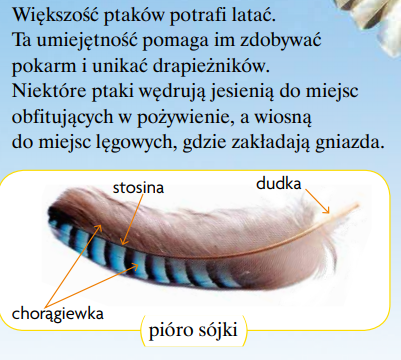 Większość ptaków potrafi latać.
Ta umiejętność pomaga im zdobywać
pokarm i unikać drapieżników.
Niektóre ptaki wędrują jesienią do miejsc
obfitujących w pożywienie, a wiosną
do miejsc lęgowych, gdzie zakładają gniazda.
stosina
dudka
chorągiewka
pióro sójki